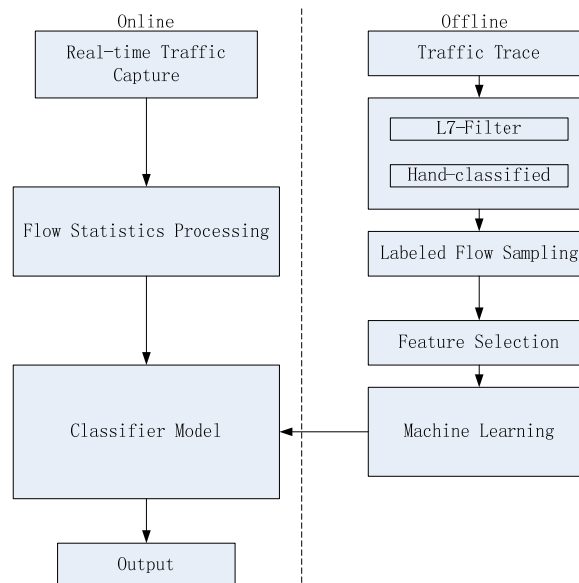 Online
Real-time Traffic
Capture
Flow Statistics Processing
Classifier Model
Output
Offline
Traffic Trace
L7-Filter
Hand-classified
Labeled Flow Sampling
Feature Selection
Machine Learning